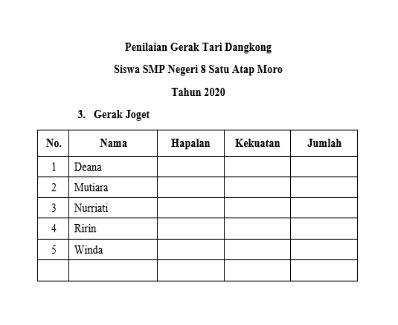 Penilaian Gerak Tari Dangkong
Siswa SMP Negeri 8 Satu Atap Moro
Tahun 2020
3. Gerak Joget
No. Nama Hapalan Kekuatan Jumlah
1 Deana
2 Mutiara
3 Nurriati
4 Ririn
5 Winda